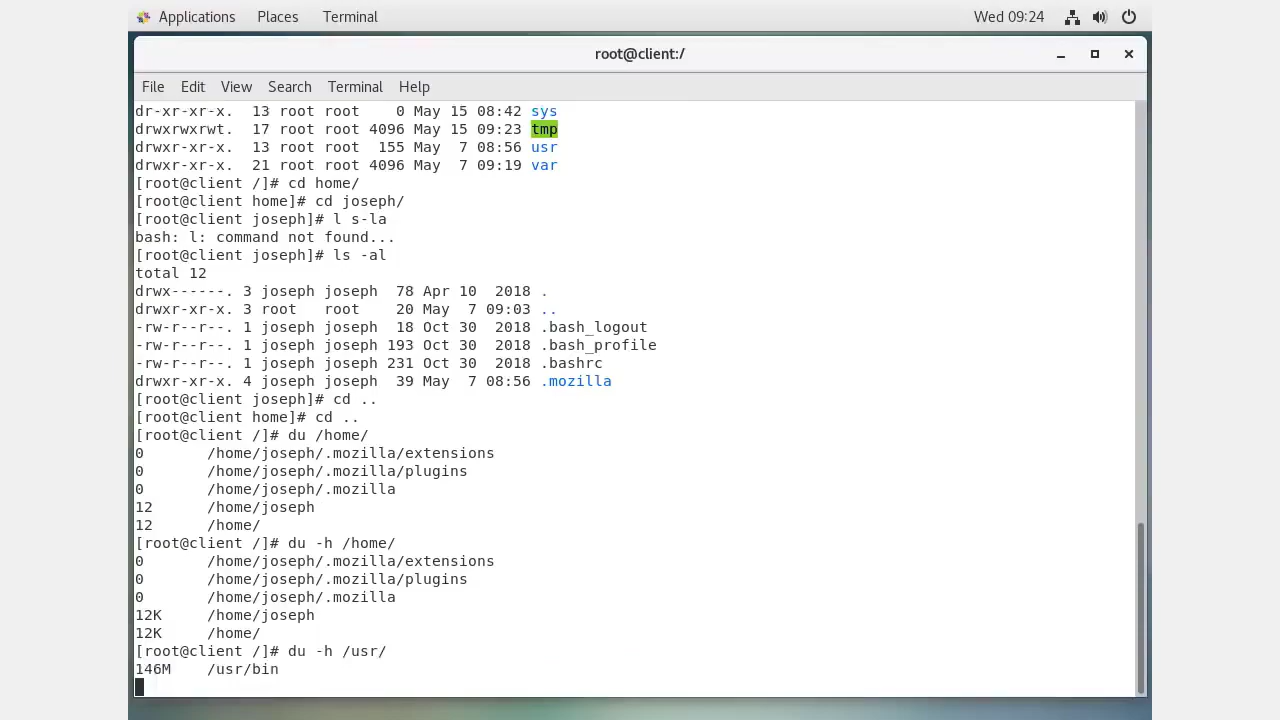 Applications Places Terminal Wed 09:24
root@client:/
File Edit View Search Terminal Help
dr-xr-xr-x.  13 root root    0 May 15 08:42 sys
drwxrwxrwt.  17 root root 4096 May 15 09:23 tmp
drwxr-xr-x.  13 root root  155 May  7 08:56 usr
drwxr-xr-x.  21 root root 4096 May  7 09:19 var
[root@client /]# cd home/
[root@client home]# cd joseph/
[root@client joseph]# l s-la
bash: l: command not found...
[root@client joseph]# ls -al
total 12
drwx------. 3 joseph joseph  78 Apr 10  2018 .
drwxr-xr-x. 3 root   root    20 May  7 09:03 ..
-rw-r--r--. 1 joseph joseph  18 Oct 30  2018 .bash_logout
-rw-r--r--. 1 joseph joseph 193 Oct 30  2018 .bash_profile
-rw-r--r--. 1 joseph joseph 231 Oct 30  2018 .bashrc
drwxr-xr-x. 4 joseph joseph  39 May  7 08:56 .mozilla
[root@client joseph]# cd ..
[root@client home]# cd ..
[root@client /]# du /home/
0       /home/joseph/.mozilla/extensions
0       /home/joseph/.mozilla/plugins
0       /home/joseph/.mozilla
12      /home/joseph
12      /home/
[root@client /]# du -h /home/
0       /home/joseph/.mozilla/extensions
0       /home/joseph/.mozilla/plugins
0       /home/joseph/.mozilla
12K     /home/joseph
12K     /home/
[root@client /]# du -h /usr/
146M    /usr/bin